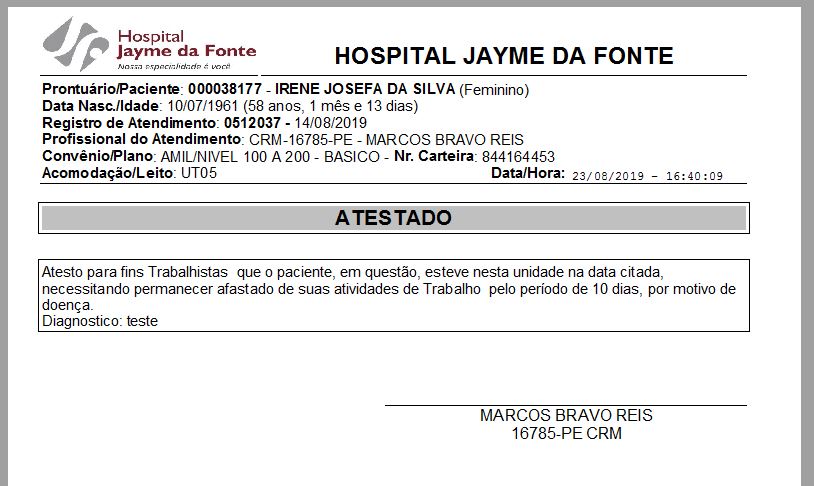 Hospital
Jayme da Fonte
Nossa especialidade é você
HOSPITAL JAYME DA FONTE
Prontuário/Paciente: 000038177 - IRENE JOSEFA DA SILVA (Feminino)
Data Nasc./Idade: 10/07/1961 (58 anos, 1 mês e 13 dias)
Registro de Atendimento: 0512037 - 14/08/2019
Profissional do Atendimento: CRM-16785-PE - MARCOS BRAVO REIS
Convênio/Plano: AMIL/NIVEL 100 A 200 - BASICO - Nr. Carteira: 844164453
Acomodação/Leito: UT05 Data/Hora: 23/08/2019 - 16:40:09
ATESTADO
Atesto para fins Trabalhistas que o paciente, em questão, esteve nesta unidade na data citada,
necessitando permanecer afastado de suas atividades de Trabalho pelo período de 10 dias, por motivo de
doença.
Diagnostico: teste
MARCOS BRAVO REIS
16785-PE CRM